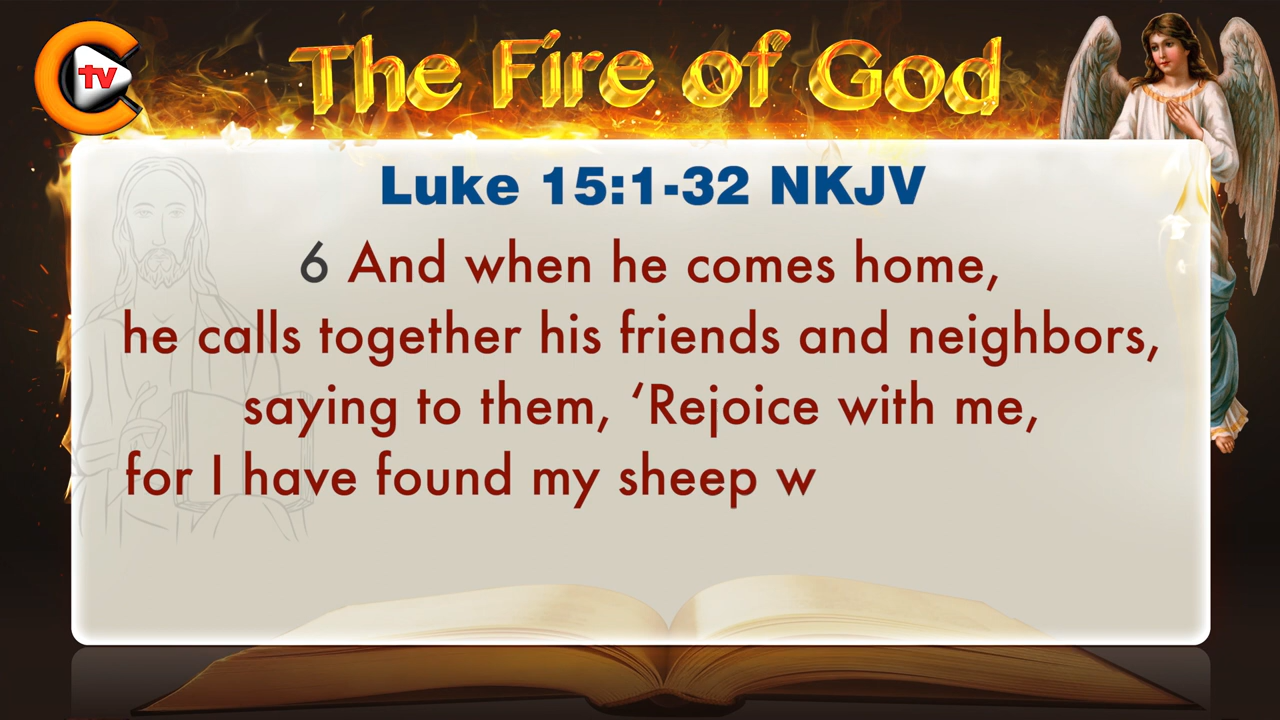 tv
The Fire of God
Luke 15:1-32 NKJV
6 And when he comes home,
he calls together his friends and neighbors,
saying to them, ‘Rejoice with me,
for I have found my sheep w